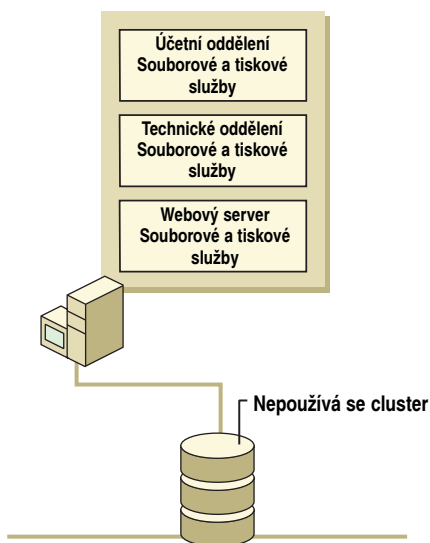 Účetní oddělení
Souborové a tiskové
služby
Technické oddělení
Souborové a tiskové
služby
Webový server
Souborové a tiskové
služby
Nepoužívá se cluster